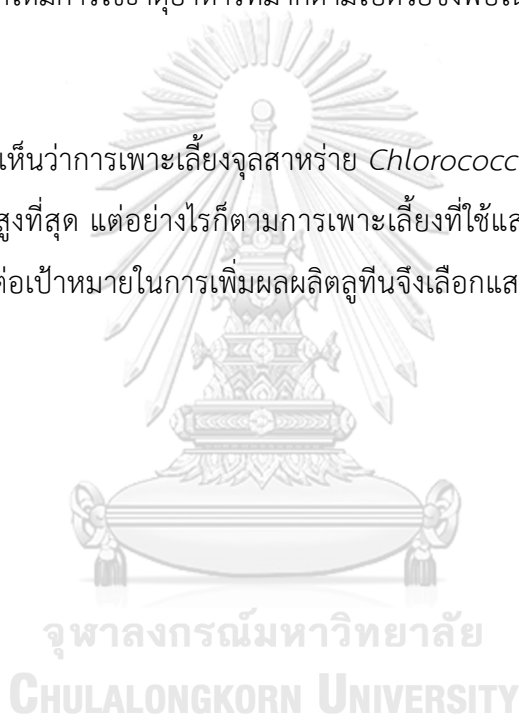 เห็นว่าการเพาะเลี้ยงจุลสาหร่าย Chlorococc
สูงที่สุด แต่อย่างไรก็ตามการเพาะเลี้ยงที่ใช้แส
ต่อเป้าหมายในการเพิ่มผลผลิตลูทีนจึงเลือกแส
จุฬาลงกรณ์มหาวิทยาลัย
CHULALONGKORN UNIVERSITY